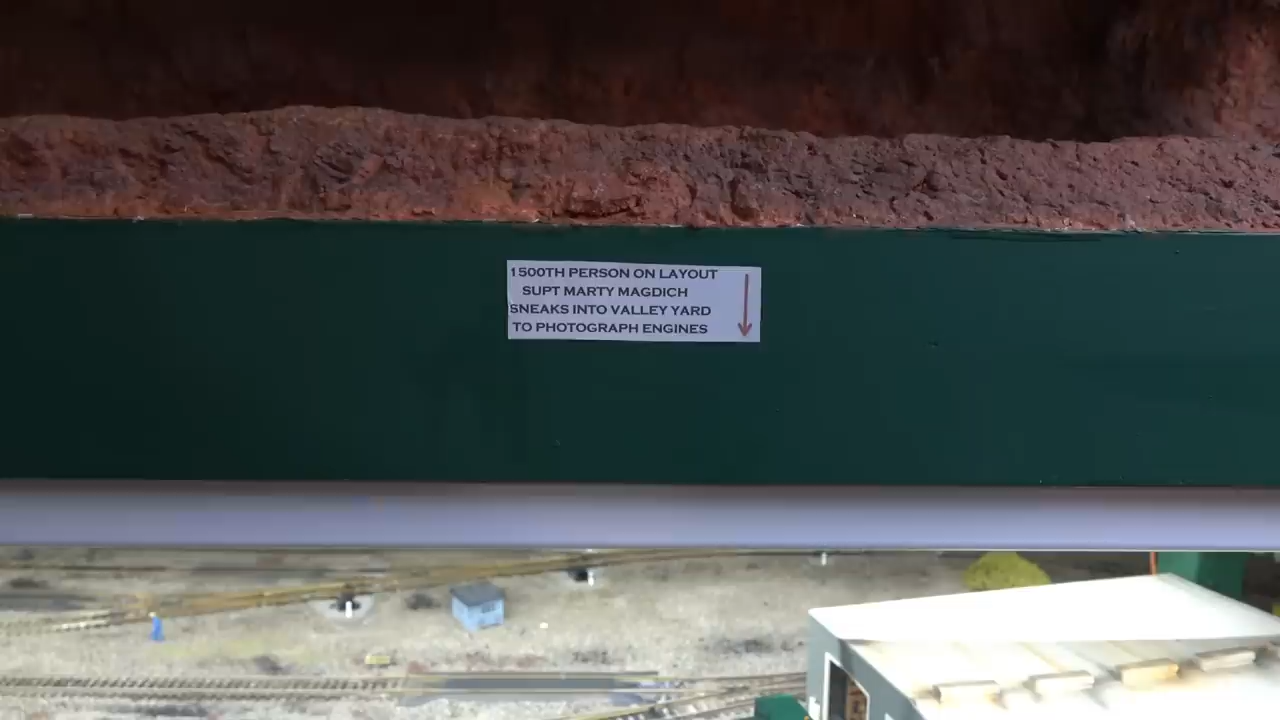 1500TH PERSON ON LAYOUT
SUPT MARTY MAGDICH
SNEAKS INTO VALLEY YARD
TO PHOTOGRAPH ENGINES